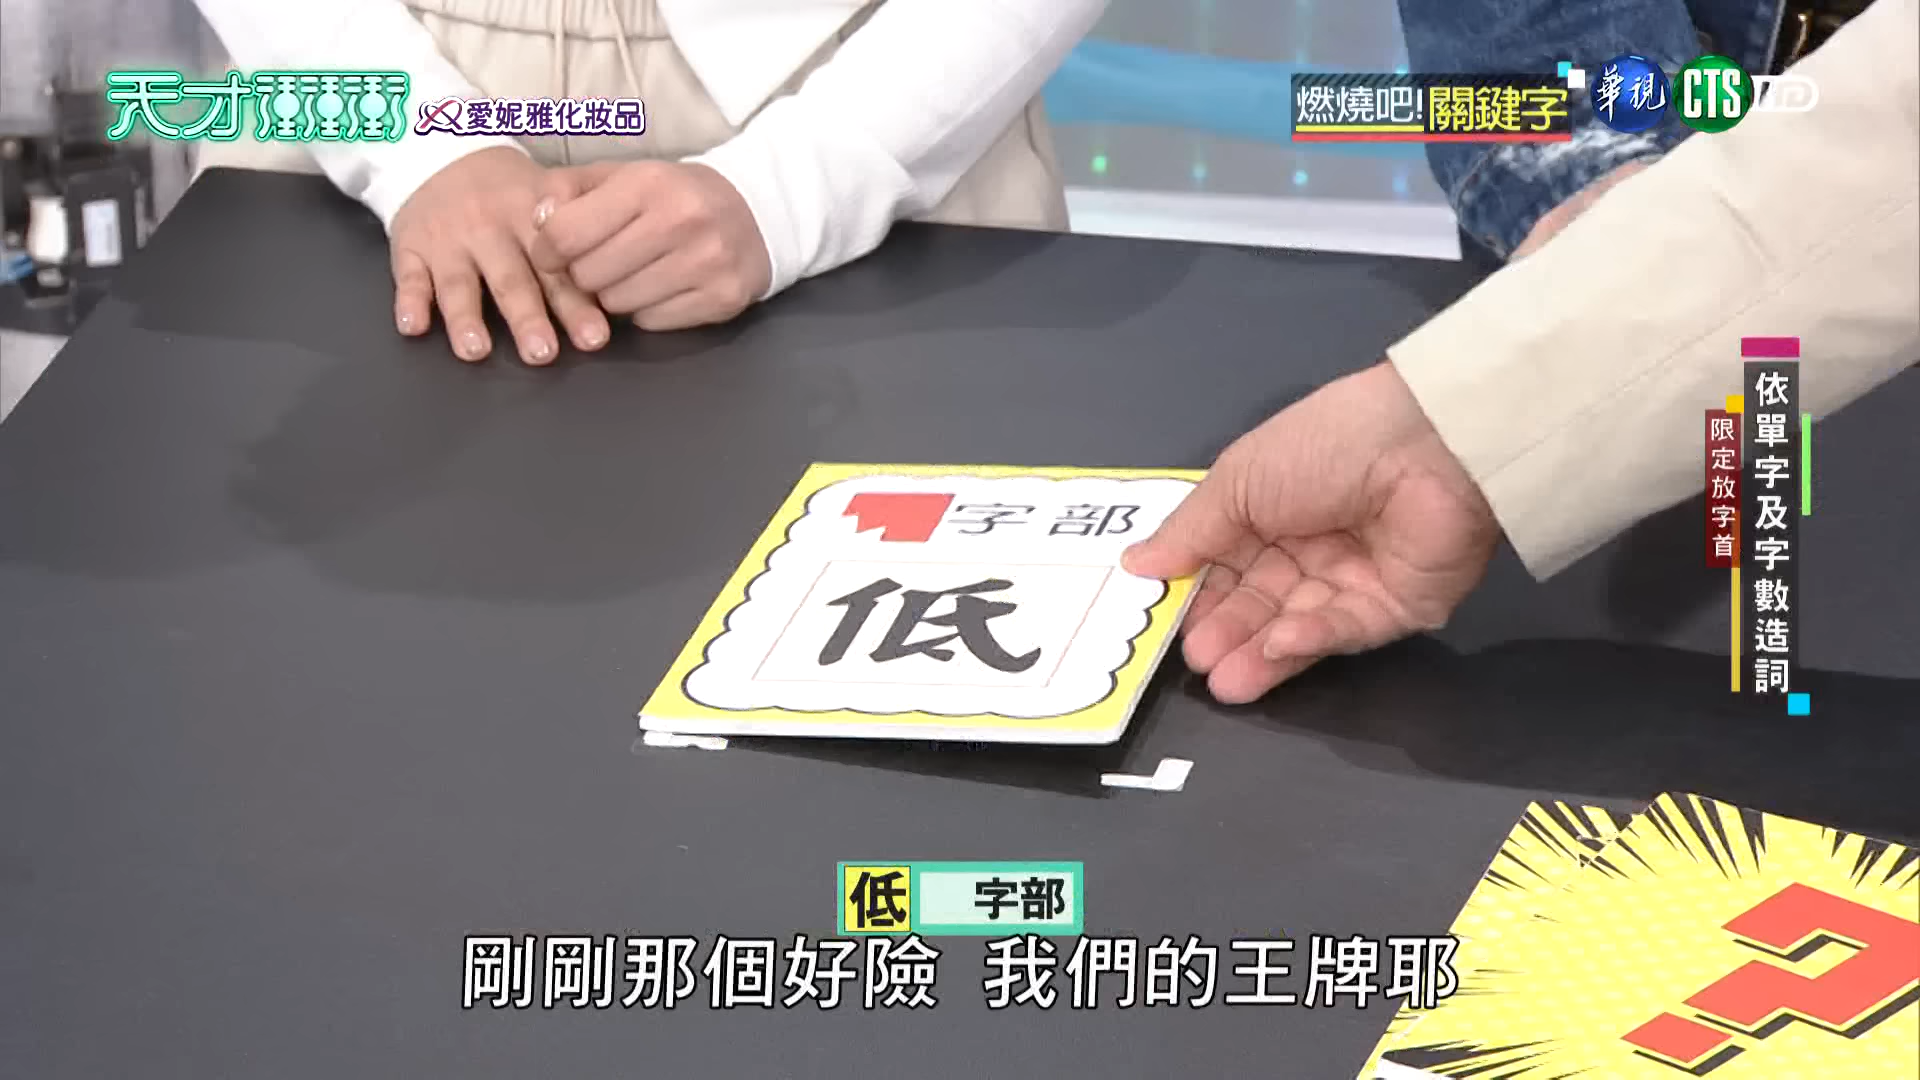 天才衝衝衝
愛妮雅化妝品
燃燒吧!關鍵字
華視 CTS HD
依單字及字數造詞
限定放字首
字部
低
低 字部
剛剛那個好險 我們的王牌耶
?